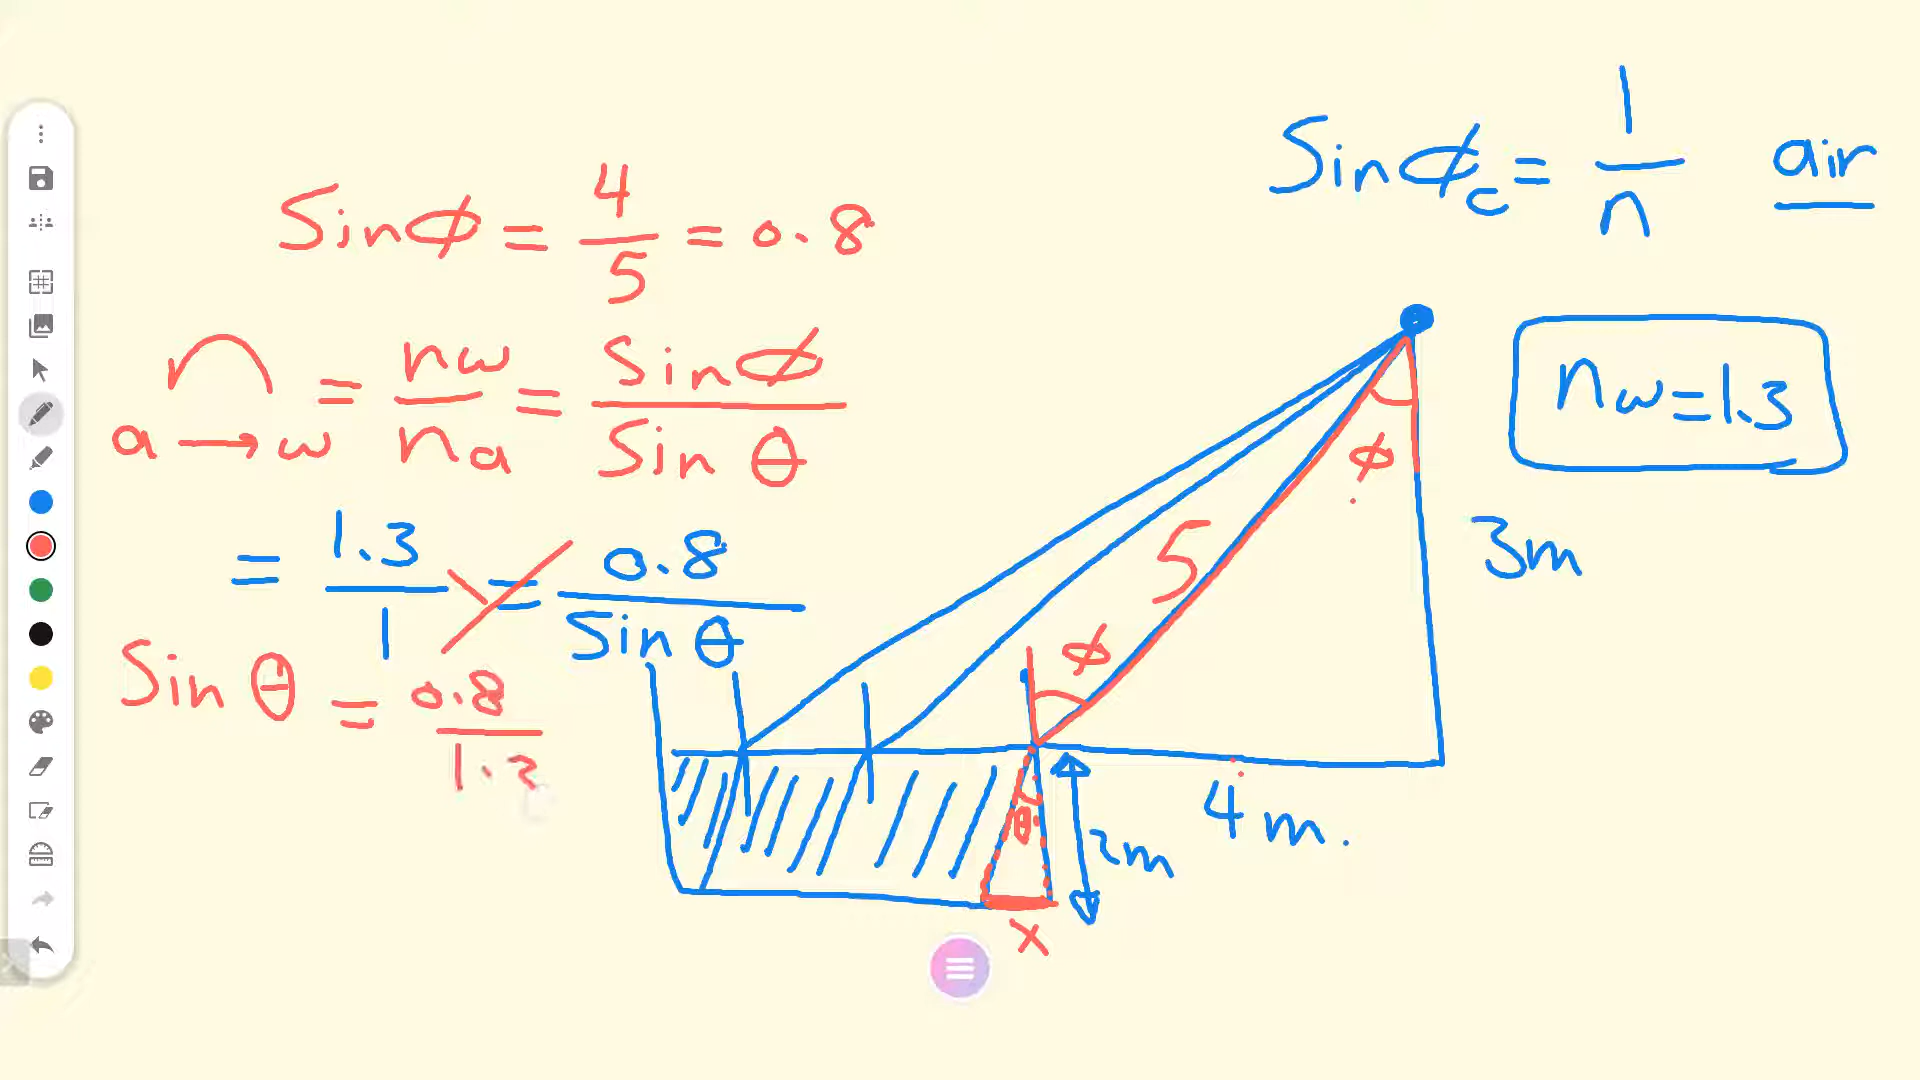 Sinϕc = 1/n air
Sinϕ = 4/5 = 0.8
n a→w = nw/na = Sinϕ/Sin θ
nw=1.3
= 1.3/1 = 0.8/Sin θ
Sin θ = 0.8/1.3
ϕ
5
3m
ϕ
4m.
θ
2m
x